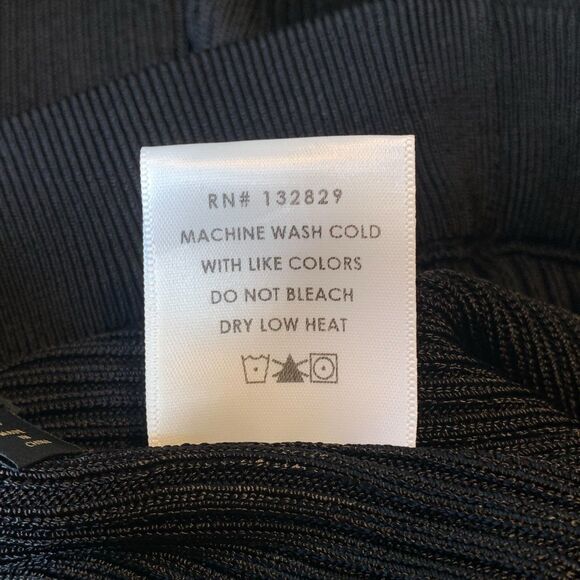 RN# 132829
MACHINE WASH COLD
WITH LIKE COLORS
DO NOT BLEACH
DRY LOW HEAT